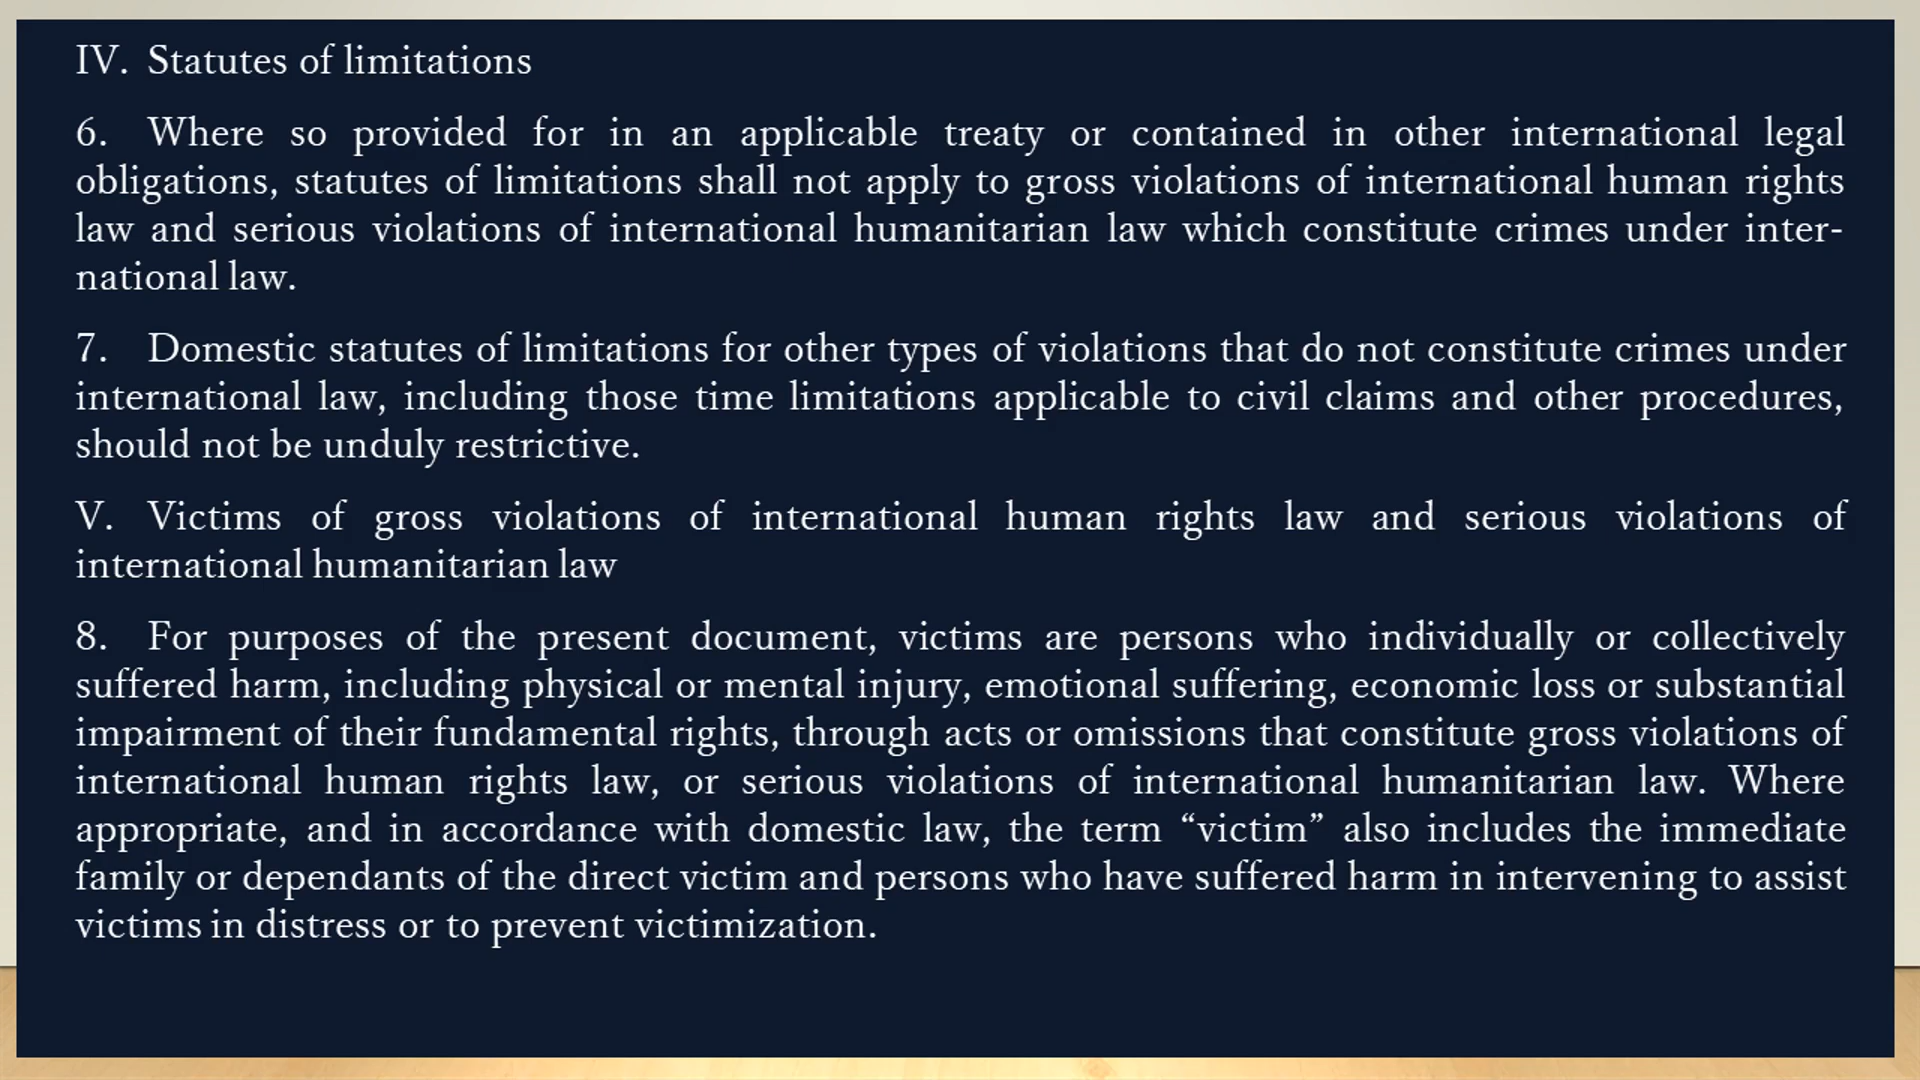 IV. Statutes of limitations
6. Where so provided for in an applicable treaty or contained in other international legal
obligations, statutes of limitations shall not apply to gross violations of international human rights
law and serious violations of international humanitarian law which constitute crimes under inter-
national law.
7. Domestic statutes of limitations for other types of violations that do not constitute crimes under
international law, including those time limitations applicable to civil claims and other procedures,
should not be unduly restrictive.
V. Victims of gross violations of international human rights law and serious violations of
international humanitarian law
8. For purposes of the present document, victims are persons who individually or collectively
suffered harm, including physical or mental injury, emotional suffering, economic loss or substantial
impairment of their fundamental rights, through acts or omissions that constitute gross violations of
international human rights law, or serious violations of international humanitarian law. Where
appropriate, and in accordance with domestic law, the term “victim” also includes the immediate
family or dependants of the direct victim and persons who have suffered harm in intervening to assist
victims in distress or to prevent victimization.